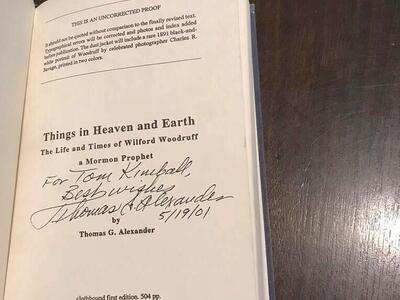 THIS IS AN UNCORRECTED PROOF
It should not be quoted without comparison to the finally revised text.
Typographical errors will be corrected and photos and index added
before publication. The dust jacket will include a rare 1891 black-and-
white portrait of Woodruff by celebrated photographer Charles R.
Savage, printed in two colors.
Things in Heaven and Earth
The Life and Times of Wilford Woodruff
a Mormon Prophet
For Tom Kimball,
Best wishes
Thomas G. Alexander
5/19/01
by
Thomas G. Alexander
clothbound first edition. 504 pp.